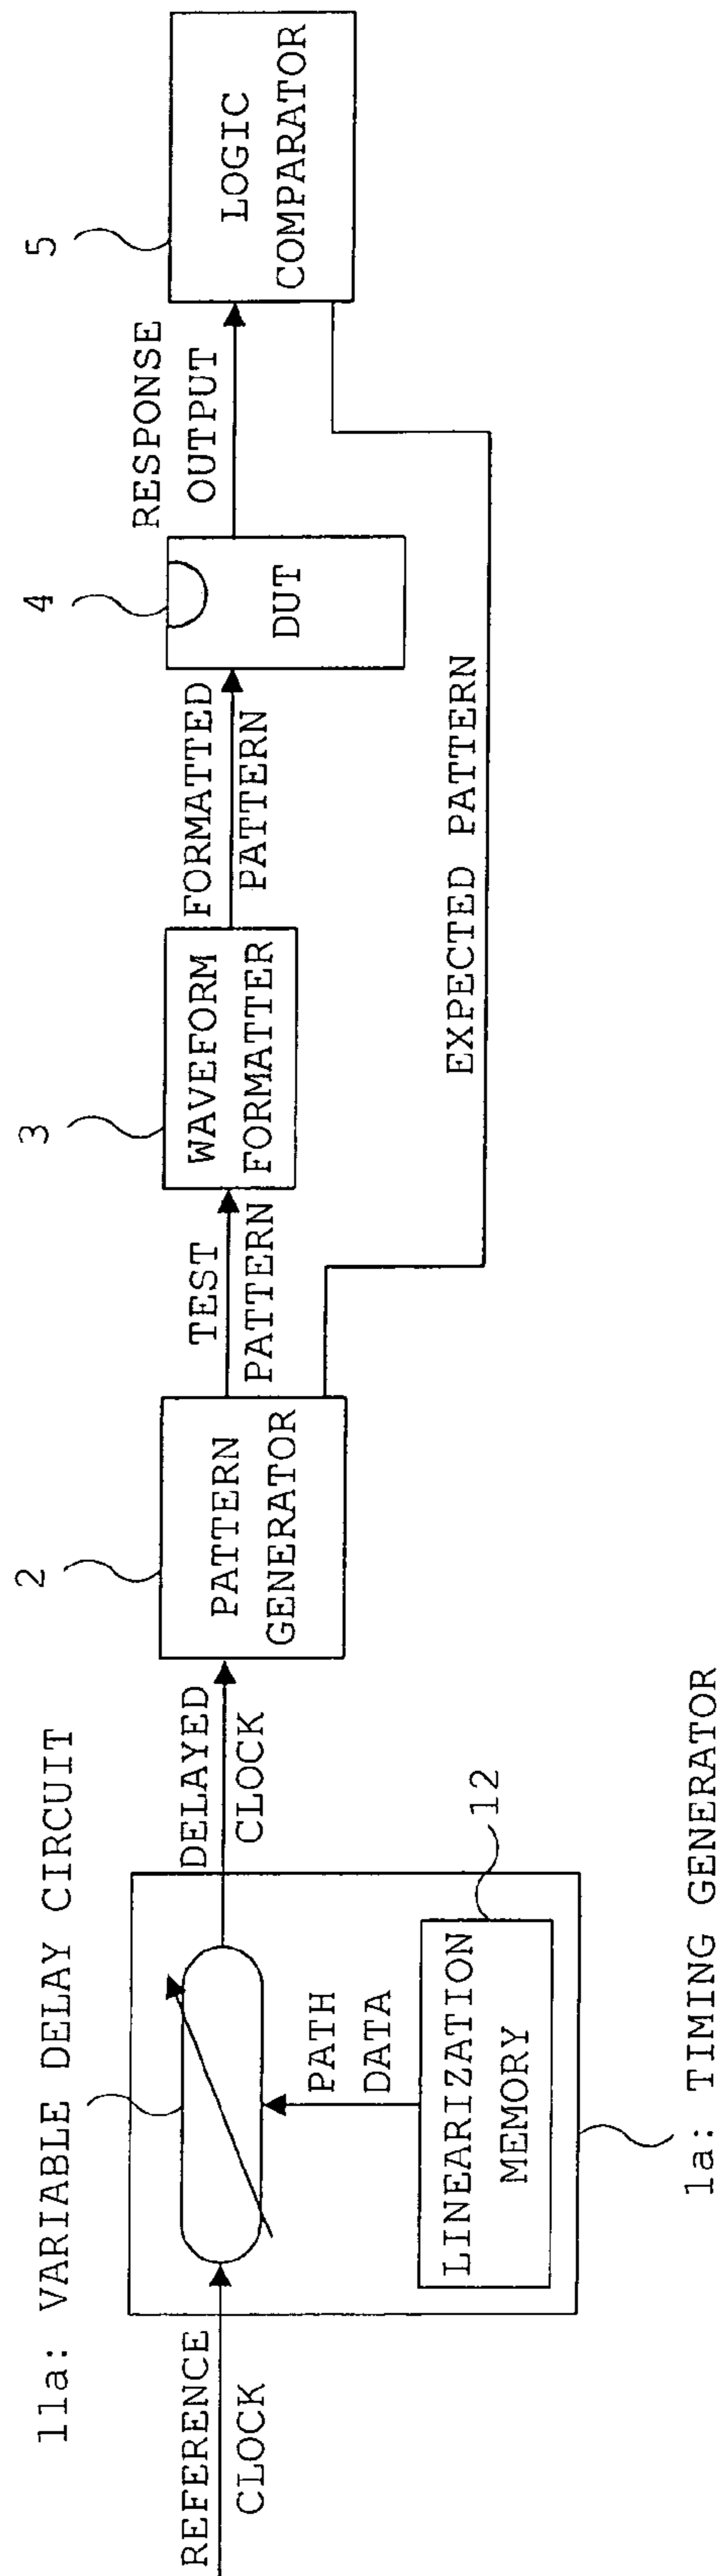 11a: VARIABLE DELAY CIRCUIT
REFERENCE
CLOCK
PATH
DATA
LINEARIZATION
MEMORY
12
1a: TIMING GENERATOR
DELAYED
CLOCK
2
PATTERN
GENERATOR
TEST
PATTERN
3
WAVEFORM
FORMATTER
FORMATTED
PATTERN
4
DUT
RESPONSE
OUTPUT
5
LOGIC
COMPARATOR
EXPECTED PATTERN